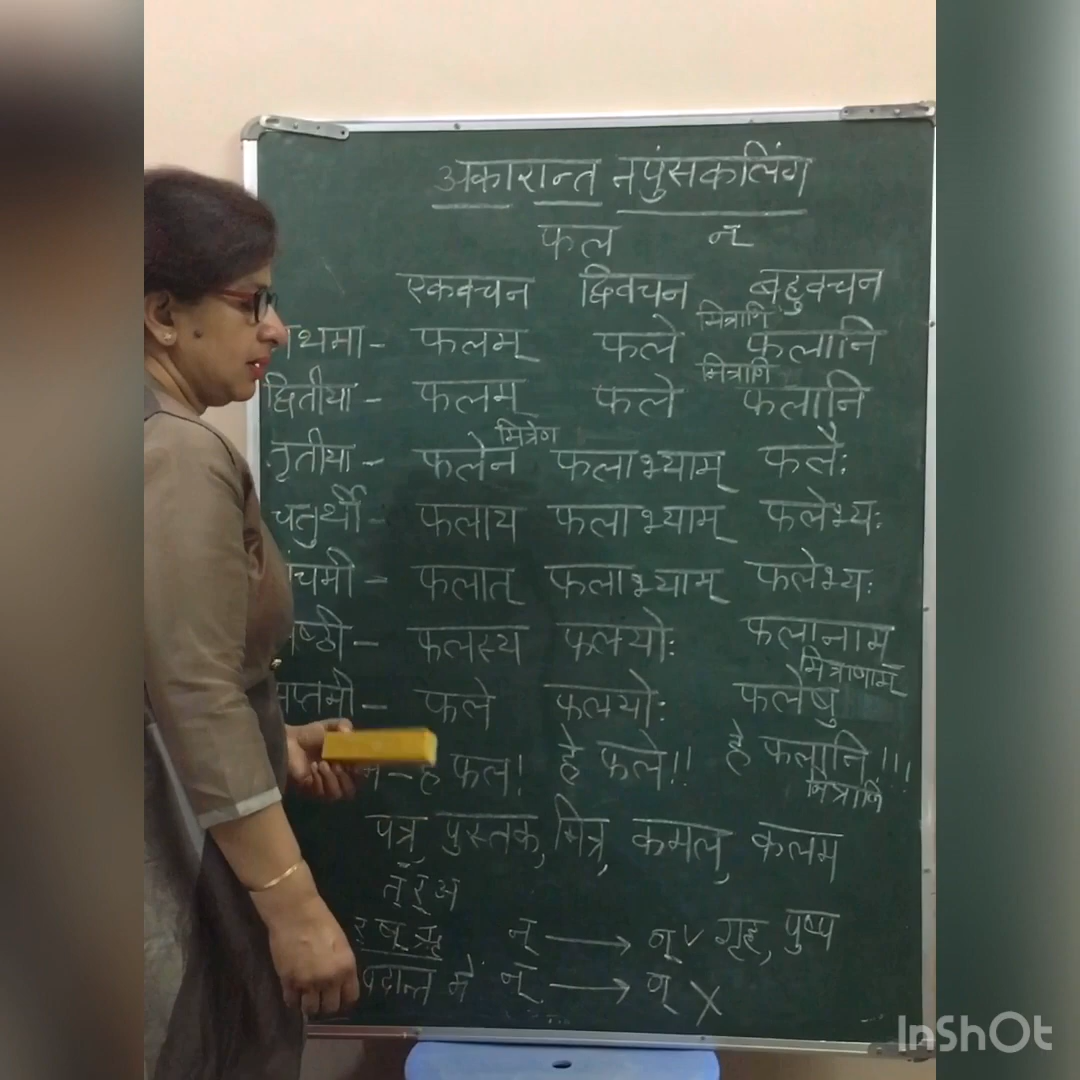 अकारान्त नपुंसकलिंग
फल न्
एकवचन द्विवचन बहुवचन
मित्राणि
थमा - फलम् फले फलानि
मित्राणि
द्वितीया - फलम् फले फलानि
मित्रेण
तृतीया - फलेन फलाभ्याम् फलैः
चतुर्थी - फलाय फलाभ्याम् फलेभ्यः
ंचमी - फलात् फलाभ्याम् फलेभ्यः
षष्ठी - फलस्य फलयोः फलानाम्
मित्राणाम्
सप्तमी - फले फलयोः फलेषु
हे फल! हे फले!! हे फलानि!!!
मित्राणि
पत्र, पुस्तक, मित्र, कमल, कलम
त् र् अ
र् ष् ऋ न् → ण् ✓ गृह, पुष्प
पदान्त में न् → ण् X
InShOt